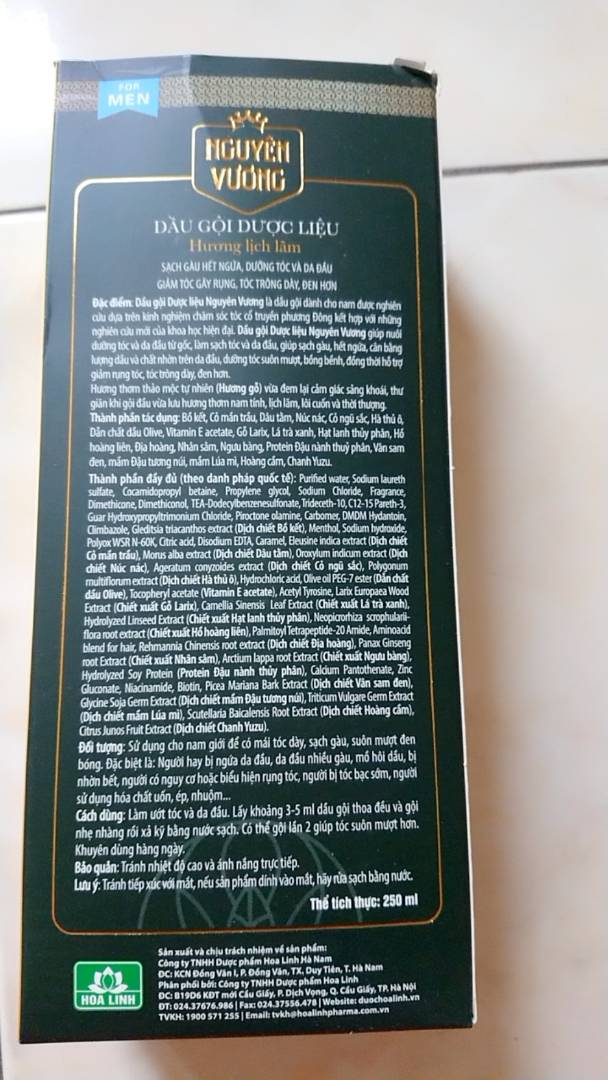 FOR
MEN
NGUYÊN
VƯƠNG
DẦU GỘI DƯỢC LIỆU
Hương lịch lãm
SẠCH GÀU HẾT NGỨA, DƯỠNG TÓC VÀ DA ĐẦU
GIẢM TÓC GÃY RỤNG, TÓC TRÔNG DÀY, ĐEN HƠN
Đặc điểm: Dầu gội Dược liệu Nguyên Vương là dầu gội dành cho nam được nghiên
cứu dựa trên kinh nghiệm chăm sóc tóc cổ truyền phương Đông kết hợp với những
nghiên cứu mới của khoa học hiện đại. Dầu gội Dược liệu Nguyên Vương giúp nuôi
dưỡng tóc và da đầu từ gốc, làm sạch tóc và da đầu, giúp sạch gàu, hết ngứa, cân bằng
lượng dầu và chất nhờn trên da đầu, dưỡng tóc suôn mượt, bồng bềnh, đồng thời hỗ trợ
giảm rụng tóc, tóc trông dày, đen hơn.
Hương thơm thảo mộc tự nhiên (Hương gỗ) vừa đem lại cảm giác sảng khoái, thư
giãn khi gội đầu vừa lưu hương thơm nam tính, lịch lãm, lôi cuốn và thời thượng.
Thành phần tác dụng: Bồ kết, Cỏ mần trầu, Dâu tằm, Núc nác, Cỏ ngũ sắc, Hà thủ ô,
Dẫn chất dầu Olive, Vitamin E acetate, Gỗ Larix, Lá trà xanh, Hạt lanh thủy phân, Hồ
hoàng liên, Địa hoàng, Nhân sâm, Ngưu bàng, Protein Đậu nành thuỷ phân, Vân sam
đen, mầm Đậu tương núi, mầm Lúa mì, Hoàng cầm, Chanh Yuzu.
Thành phần đầy đủ (theo danh pháp quốc tế): Purified water, Sodium laureth
sulfate, Cocamidopropyl betaine, Propylene glycol, Sodium Chloride, Fragrance,
Dimethicone, Dimethiconol, TEA-Dodecylbenzenesulfonate, Trideceth-10, C12-15 Pareth-3,
Guar Hydroxypropyltrimonium Chloride, Piroctone olamine, Carbomer, DMDM Hydantoin,
Climbazole, Gleditsia triacanthos extract (Dịch chiết Bồ kết), Menthol, Sodium hydroxide,
Polyox WSR N-60K, Citric acid, Disodium EDTA, Caramel, Eleusine indica extract (Dịch chiết
Cỏ mần trầu), Morus alba extract (Dịch chiết Dâu tằm), Oroxylum indicum extract (Dịch
chiết Núc nác), Ageratum conyzoides extract (Dịch chiết Cỏ ngũ sắc), Polygonum
multiflorum extract (Dịch chiết Hà thủ ô), Hydrochloric acid, Olive oil PEG-7 ester (Dẫn chất
dầu Olive), Tocopheryl acetate (Vitamin E acetate), Acetyl Tyrosine, Larix Europaea Wood
Extract (Chiết xuất Gỗ Larix), Camellia Sinensis Leaf Extract (Chiết xuất Lá trà xanh),
Hydrolyzed Linseed Extract (Chiết xuất Hạt lanh thủy phân), Neopicrorhiza scrophularii-
flora root extract (Chiết xuất Hồ hoàng liên), Palmitoyl Tetrapeptide-20 Amide, Aminoacid
blend for hair, Rehmannia Chinensis root extract (Dịch chiết Địa hoàng), Panax Ginseng
root Extract (Chiết xuất Nhân sâm), Arctium lappa root Extract (Chiết xuất Ngưu bàng),
Hydrolyzed Soy Protein (Protein Đậu nành thủy phân), Calcium Pantothenate, Zinc
Gluconate, Niacinamide, Biotin, Picea Mariana Bark Extract (Dịch chiết Vân sam đen),
Glycine Soja Germ Extract (Dịch chiết mầm Đậu tương núi), Triticum Vulgare Germ Extract
(Dịch chiết mầm Lúa mì), Scutellaria Baicalensis Root Extract (Dịch chiết Hoàng cầm),
Citrus Junos Fruit Extract (Dịch chiết Chanh Yuzu).
Đối tượng: Sử dụng cho nam giới để có mái tóc dày, sạch gàu, suôn mượt đen
bóng. Đặc biệt là: Người hay bị ngứa da đầu, da đầu nhiều gàu, mồ hôi dầu, bị
nhờn bết, người có nguy cơ hoặc biểu hiện rụng tóc, người bị tóc bạc sớm, người
sử dụng hóa chất uốn, ép, nhuộm...
Cách dùng: Làm ướt tóc và da đầu. Lấy khoảng 3-5 ml dầu gội thoa đều và gội
nhẹ nhàng rồi xả kỹ bằng nước sạch. Có thể gội lần 2 giúp tóc suôn mượt hơn.
Khuyên dùng hàng ngày.
Bảo quản: Tránh nhiệt độ cao và ánh nắng trực tiếp.
Lưu ý: Tránh tiếp xúc với mắt, nếu sản phẩm dính vào mắt, hãy rửa sạch bằng nước.
Thể tích thực: 250 ml
HOA LINH
Sản xuất và chịu trách nhiệm về sản phẩm:
Công ty TNHH Dược phẩm Hoa Linh Hà Nam
ĐC: KCN Đồng Văn I, P. Đồng Văn, TX, Duy Tiên, T. Hà Nam
Phân phối bởi: Công ty TNHH Dược phẩm Hoa Linh
ĐC: B19D6 KĐT mới Cầu Giấy, P. Dịch Vọng, Q. Cầu Giấy, TP. Hà Nội
ĐT: 024.37676.986 | Fax: 024.37556.478 | Website: duochoalinh.vn
TVKH: 1900 571 255 | Email: tvkh@hoalinhpharma.com.vn